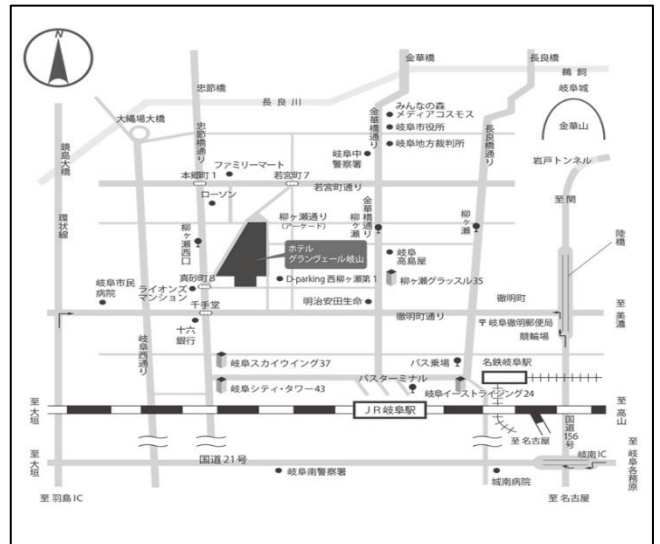 N
忠節橋
金華橋
長良橋
鵜飼
岐阜城
金華山
長良川
大縄場大橋
鏡島大橋
忠節橋通り
金華橋通り
長良橋通り
みんなの森
メディアコスモス
岐阜市役所
岐阜地方裁判所
岐阜中
警察署
岩戸トンネル
至関
ファミリーマート
本郷町1
若宮町7
若宮町通り
ローソン
環状線
柳ヶ瀬通り
(アーケード)
柳ヶ瀬
金華橋通り
柳ヶ瀬
柳ヶ瀬西口
ホテル
グランヴェール岐山
岐阜
高島屋
陸橋
真砂町8
D-parking 西柳ヶ瀬第1
柳ヶ瀬グラッスル35
岐阜市民
病院
ライオンズ
マンション
千手堂
明治安田生命
徹明町
徹明町通り
至美濃
〒岐阜徹明郵便局
競輪場
十六
銀行
岐阜西通り
岐阜スカイウイング37
バス乗場
名鉄岐阜駅
岐阜シティ・タワー43
バスターミナル
岐阜イーストライジング24
至大垣
JR岐阜駅
至高山
至名古屋
国道156号
至大垣
国道21号
岐阜南警察署
城南病院
岐南IC
至岐阜各務原
至羽島IC
至名古屋